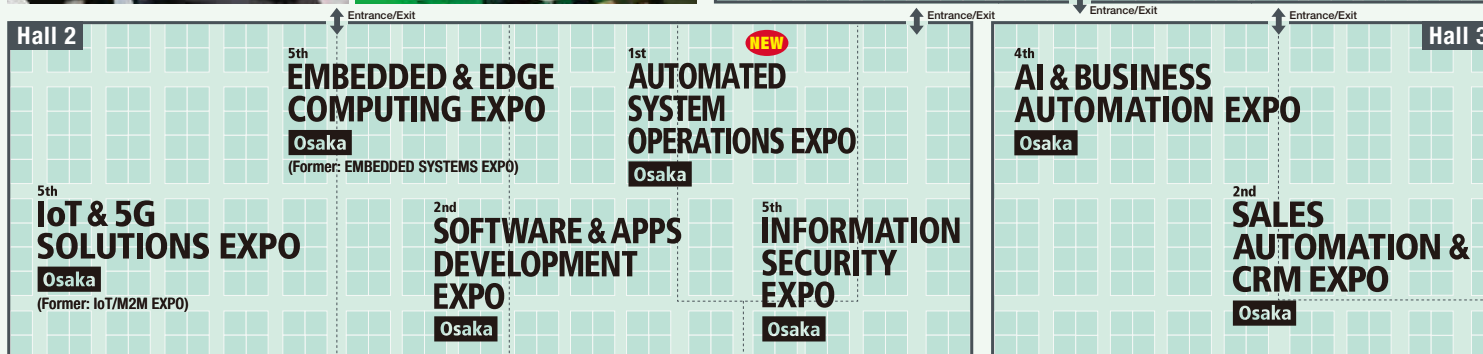 Entrance/Exit
Entrance/Exit
Entrance/Exit
Entrance/Exit
Hall 2
5th
EMBEDDED & EDGE
COMPUTING EXPO
Osaka
(Former: EMBEDDED SYSTEMS EXPO)
NEW
1st
AUTOMATED
SYSTEM
OPERATIONS EXPO
Osaka
5th
IoT & 5G
SOLUTIONS EXPO
Osaka
(Former: IoT/M2M EXPO)
2nd
SOFTWARE & APPS
DEVELOPMENT
EXPO
Osaka
5th
INFORMATION
SECURITY
EXPO
Osaka
Hall 3
4th
AI & BUSINESS
AUTOMATION EXPO
Osaka
2nd
SALES
AUTOMATION &
CRM EXPO
Osaka